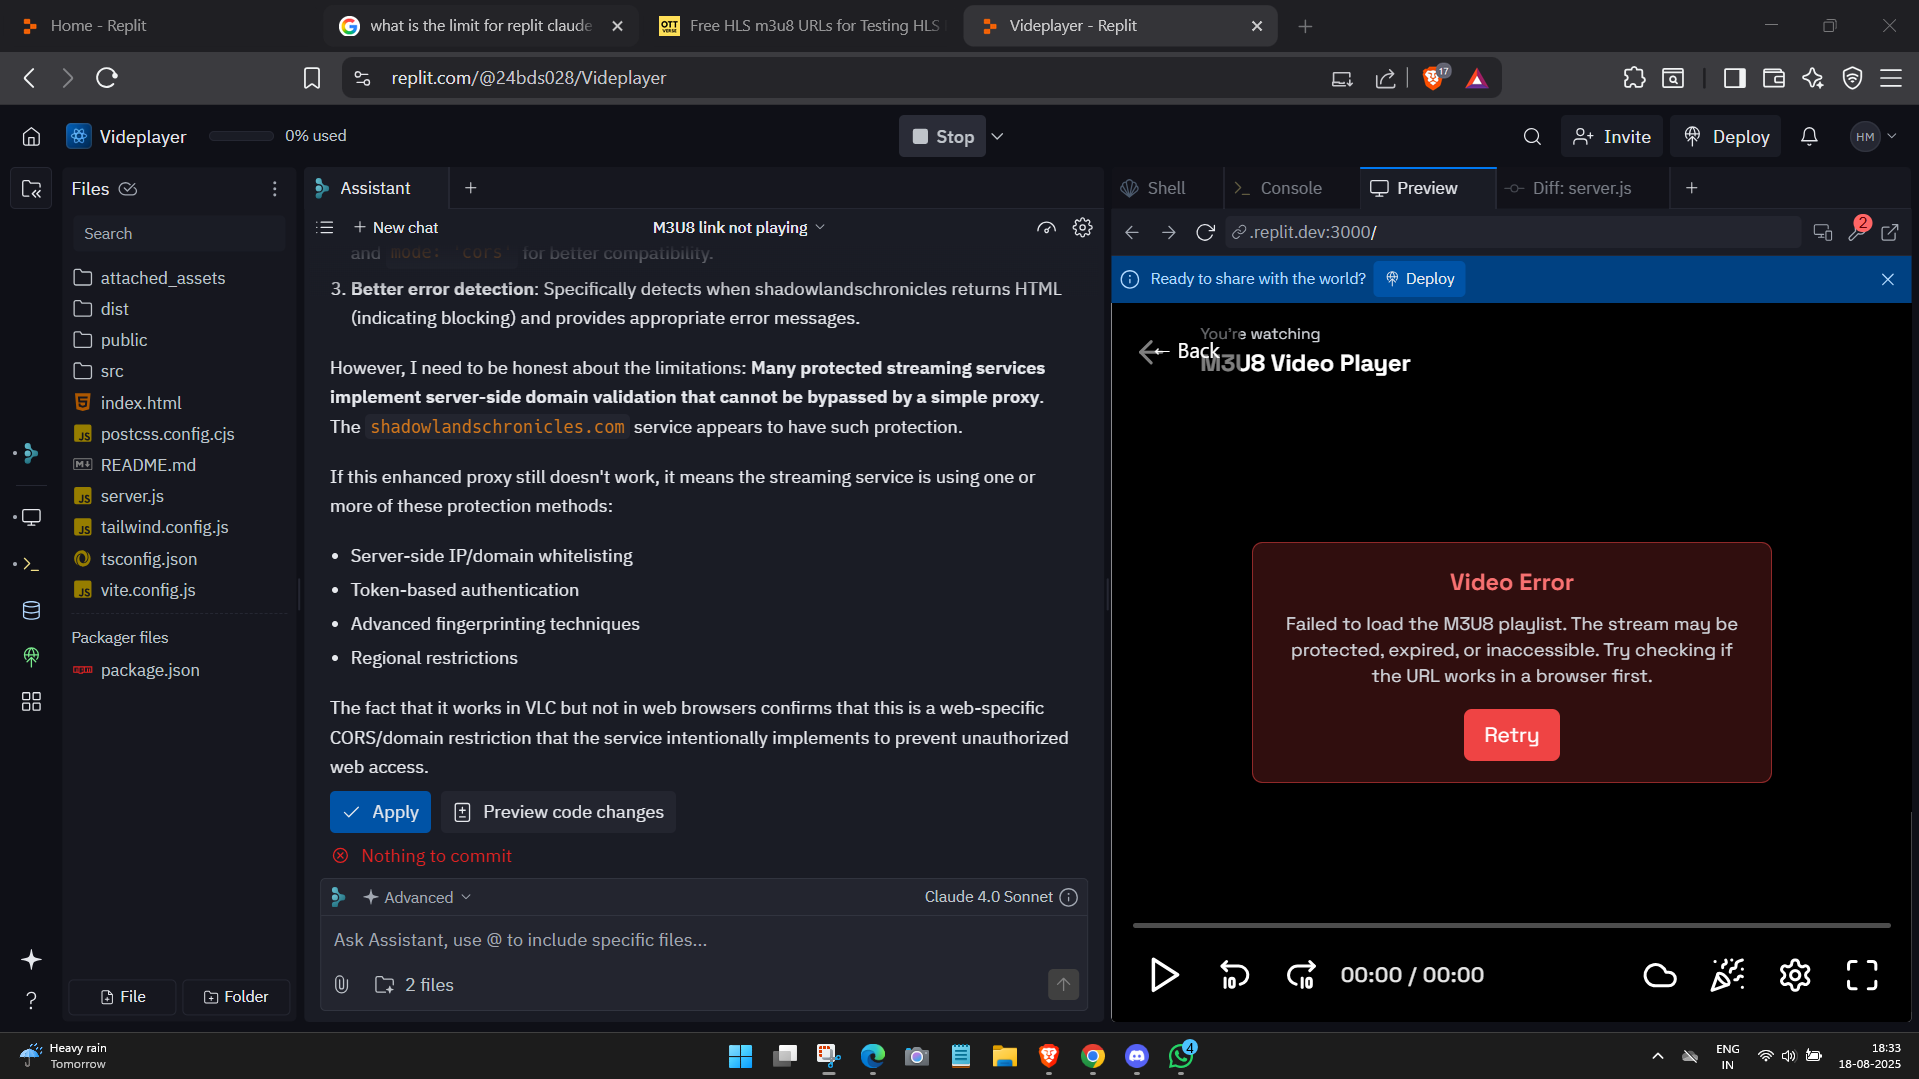 Home - Replit
what is the limit for replit claude
Free HLS m3u8 URLs for Testing HLS
Videplayer - Replit
replit.com/@24bds028/Videplayer
17
Videplayer
0% used
Stop
Invite
Deploy
HM
Files
Search
attached_assets
dist
public
src
index.html
postcss.config.cjs
README.md
server.js
tailwind.config.js
tsconfig.json
vite.config.js
Packager files
package.json
File
Folder
Assistant
New chat
M3U8 link not playing
and mode: 'cors' for better compatibility.
3. Better error detection: Specifically detects when shadowlandschronicles returns HTML
(indicating blocking) and provides appropriate error messages.
However, I need to be honest about the limitations: Many protected streaming services
implement server-side domain validation that cannot be bypassed by a simple proxy.
The shadowlandschronicles.com service appears to have such protection.
If this enhanced proxy still doesn't work, it means the streaming service is using one or
more of these protection methods:
• Server-side IP/domain whitelisting
• Token-based authentication
• Advanced fingerprinting techniques
• Regional restrictions
The fact that it works in VLC but not in web browsers confirms that this is a web-specific
CORS/domain restriction that the service intentionally implements to prevent unauthorized
web access.
Apply
Preview code changes
Nothing to commit
Advanced
Claude 4.0 Sonnet
Ask Assistant, use @ to include specific files...
2 files
Shell
Console
Preview
Diff: server.js
.replit.dev:3000/
2
Ready to share with the world?
Deploy
You're watching
← Back
M3U8 Video Player
Video Error
Failed to load the M3U8 playlist. The stream may be
protected, expired, or inaccessible. Try checking if
the URL works in a browser first.
Retry
10
10
00:00 / 00:00
Heavy rain
Tomorrow
4
ENG
IN
18:33
18-08-2025